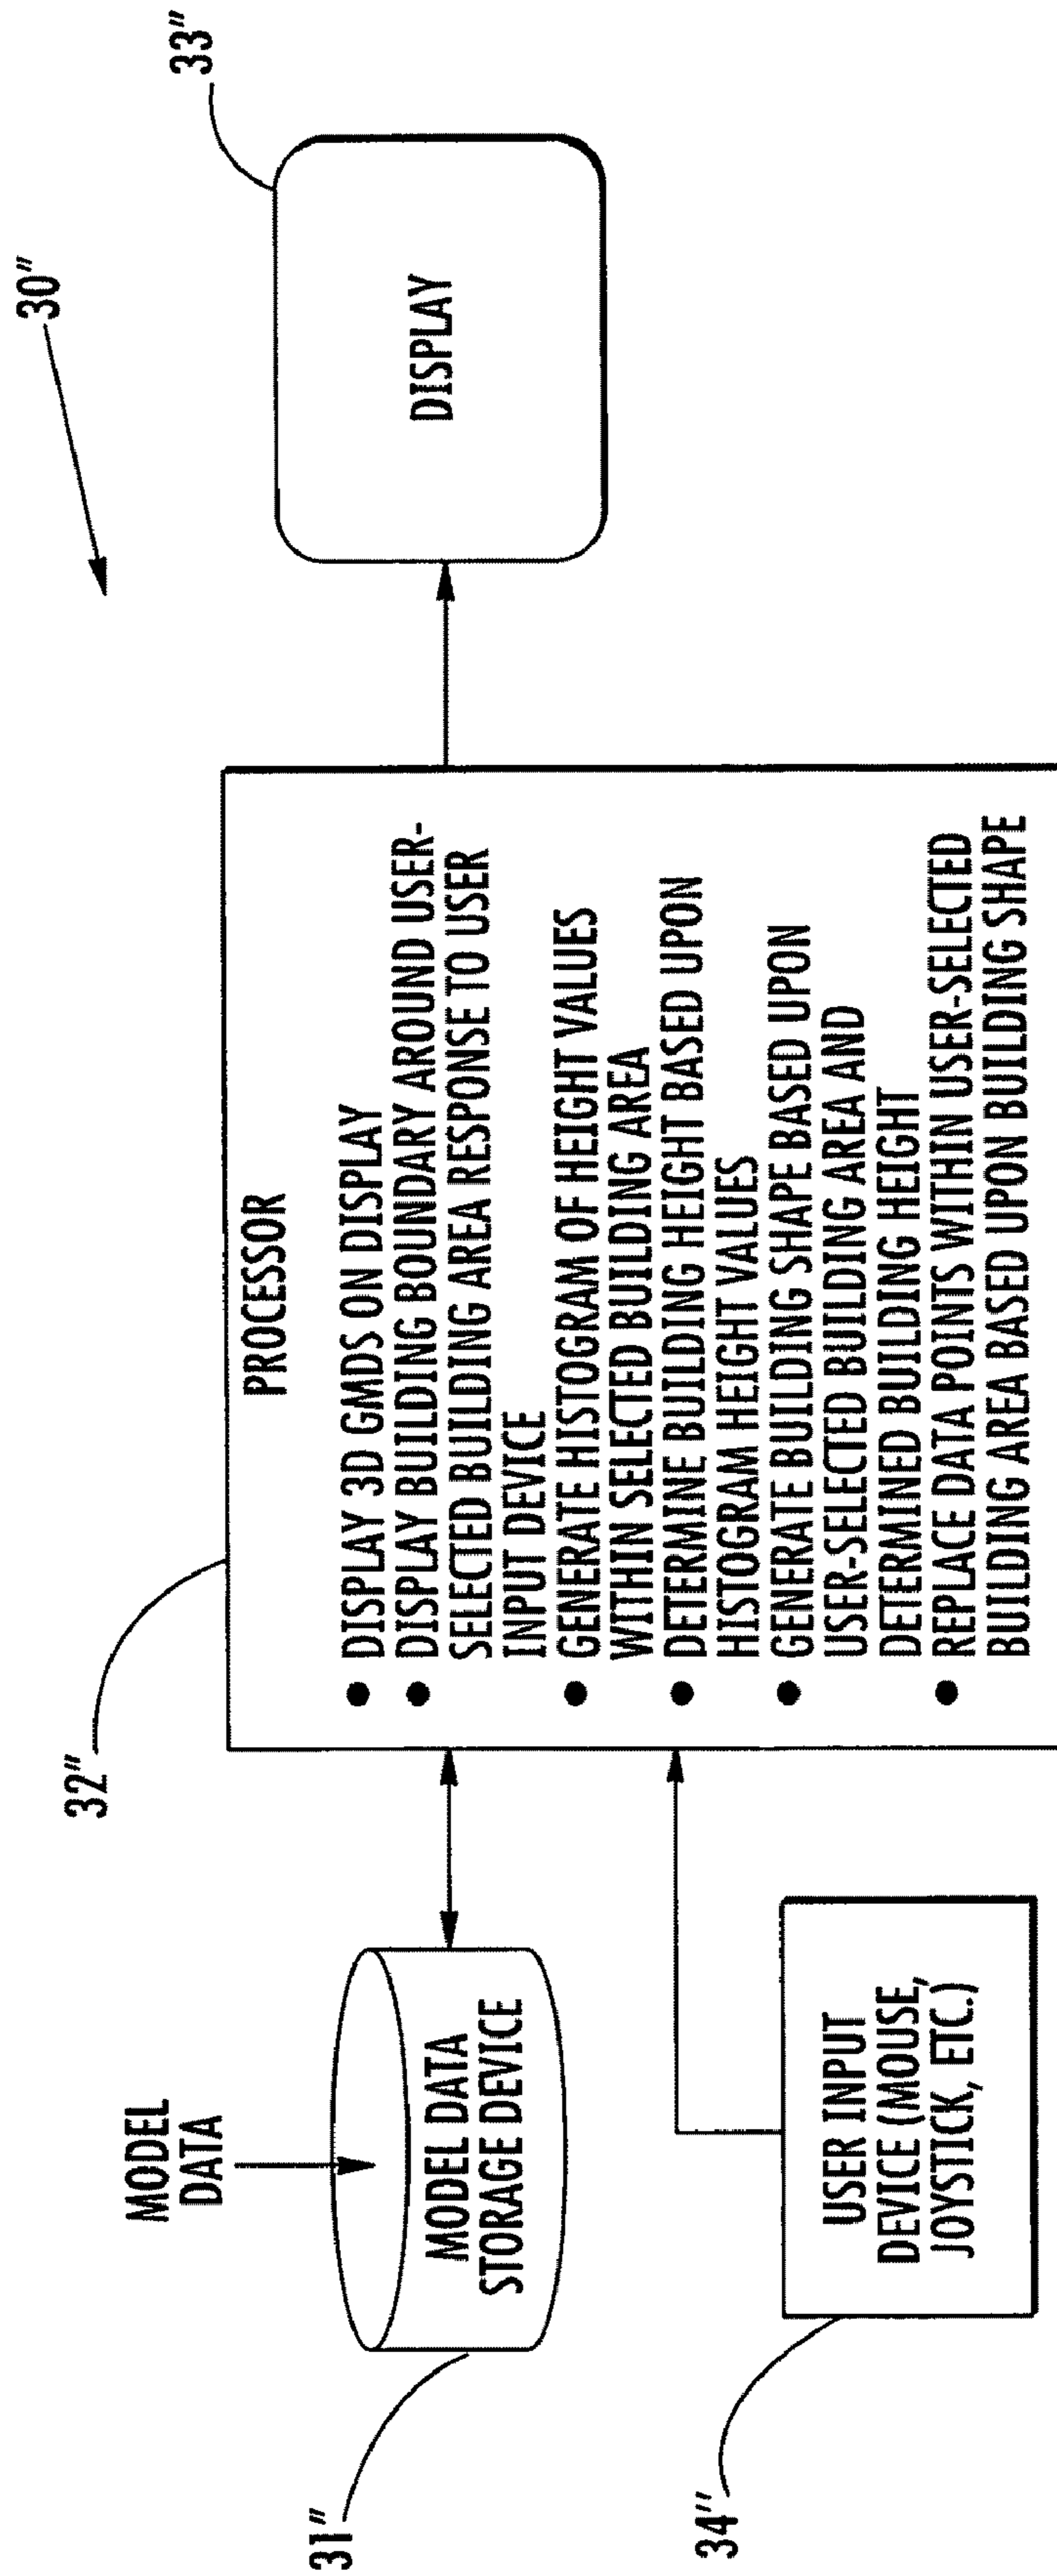 30"
32"
33"
MODEL
DATA
PROCESSOR
● DISPLAY 3D GMDS ON DISPLAY
● DISPLAY BUILDING BOUNDARY AROUND USER-
SELECTED BUILDING AREA RESPONSE TO USER
INPUT DEVICE
● GENERATE HISTOGRAM OF HEIGHT VALUES
WITHIN SELECTED BUILDING AREA
● DETERMINE BUILDING HEIGHT BASED UPON
HISTOGRAM HEIGHT VALUES
● GENERATE BUILDING SHAPE BASED UPON
USER-SELECTED BUILDING AREA AND
DETERMINED BUILDING HEIGHT
● REPLACE DATA POINTS WITHIN USER-SELECTED
BUILDING AREA BASED UPON BUILDING SHAPE
DISPLAY
MODEL DATA
STORAGE DEVICE
31"
USER INPUT
DEVICE (MOUSE,
JOYSTICK, ETC.)
34"